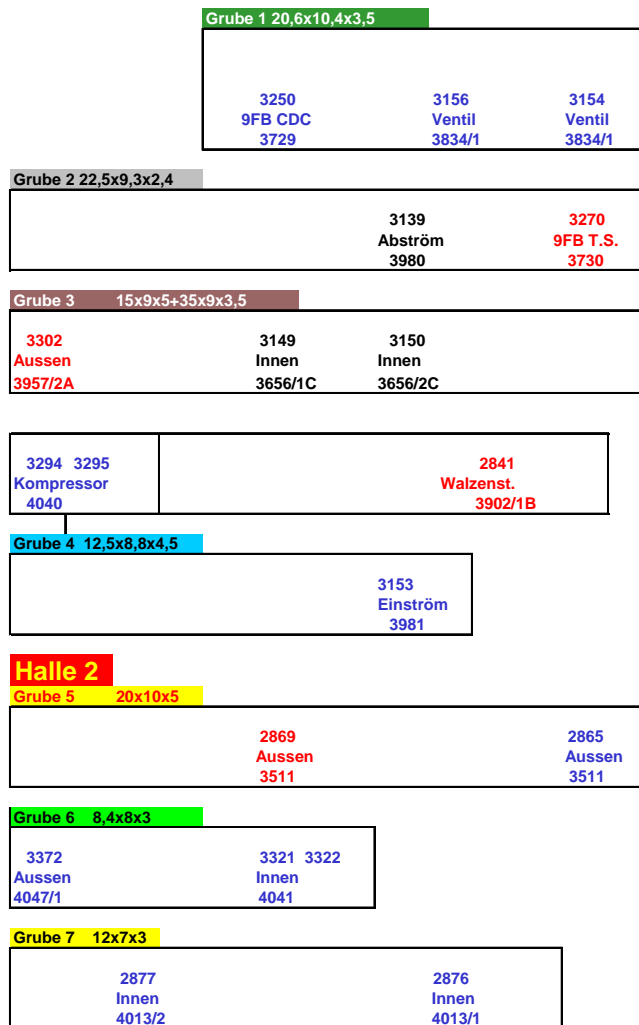 Grube 1 20,6x10,4x3,5
3250 3156 3154
9FB CDC Ventil Ventil
3729 3834/1 3834/1
Grube 2 22,5x9,3x2,4
3139 3270
Abström 9FB T.S.
3980 3730
Grube 3 15x9x5+35x9x3,5
3302 3149 3150
Aussen Innen Innen
3957/2A 3656/1C 3656/2C
3294 3295 2841
Kompressor Walzenst.
4040 3902/1B
Grube 4 12,5x8,8x4,5
3153
Einström
3981
Halle 2
Grube 5 20x10x5
2869 2865
Aussen Aussen
3511 3511
Grube 6 8,4x8x3
3372 3321 3322
Aussen Innen
4047/1 4041
Grube 7 12x7x3
2877 2876
Innen Innen
4013/2 4013/1